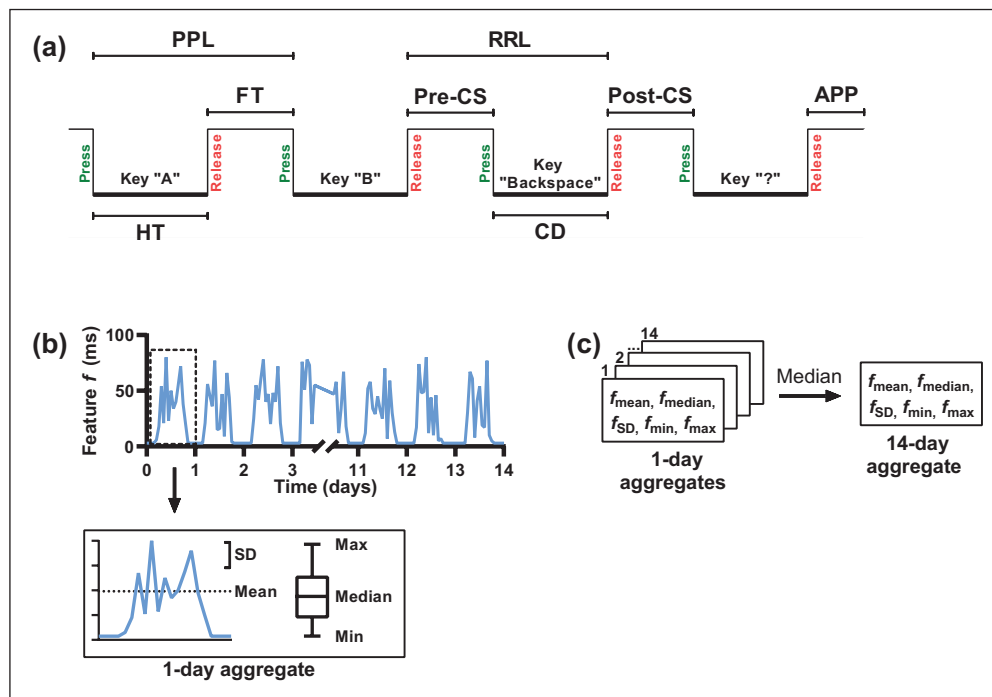 (a)
PPL
RRL
FT
Pre-CS
Post-CS
APP
Press
Key "A"
Release
Press
Key "B"
Release
Press
Key
"Backspace"
Release
Press
Key "?"
Release
HT
CD
(b)
Feature f (ms)
100
50
0
0 1 2 3 11 12 13 14
Time (days)
SD
Mean
Max
Median
Min
1-day aggregate
(c)
1 2 ... 14
fmean, fmedian,
fSD, fmin, fmax
1-day
aggregates
Median
fmean, fmedian,
fSD, fmin, fmax
14-day
aggregate